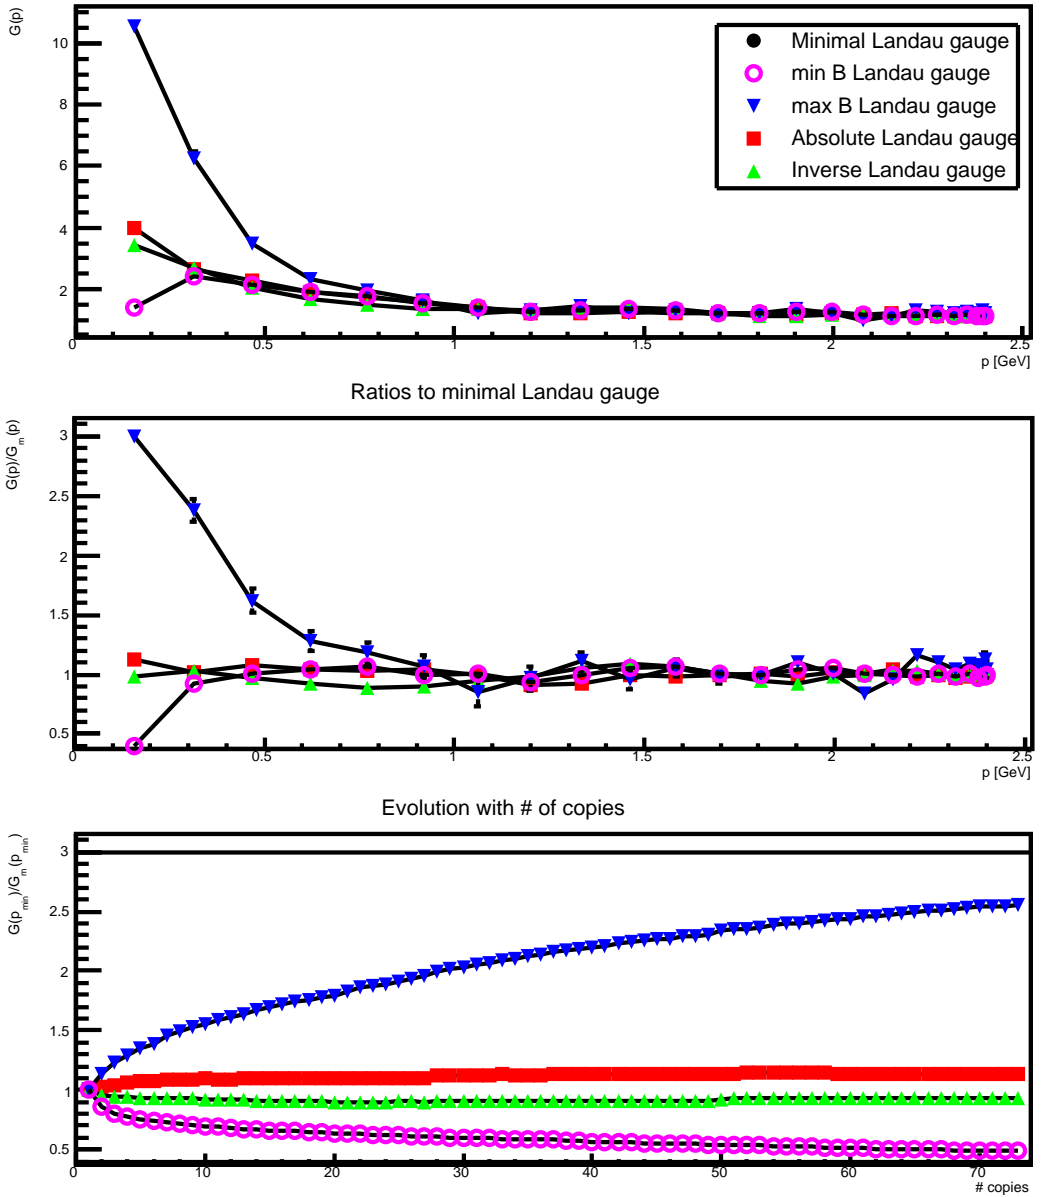 G(p)
10
8
6
4
2
Minimal Landau gauge
min B Landau gauge
max B Landau gauge
Absolute Landau gauge
Inverse Landau gauge
0 0.5 1 1.5 2 2.5
p [GeV]
Ratios to minimal Landau gauge
G(p)/G_m(p)
3
2.5
2
1.5
1
0.5
0 0.5 1 1.5 2 2.5
p [GeV]
Evolution with # of copies
G(p_min)/G_m(p_min)
3
2.5
2
1.5
1
0.5
0 10 20 30 40 50 60 70
# copies